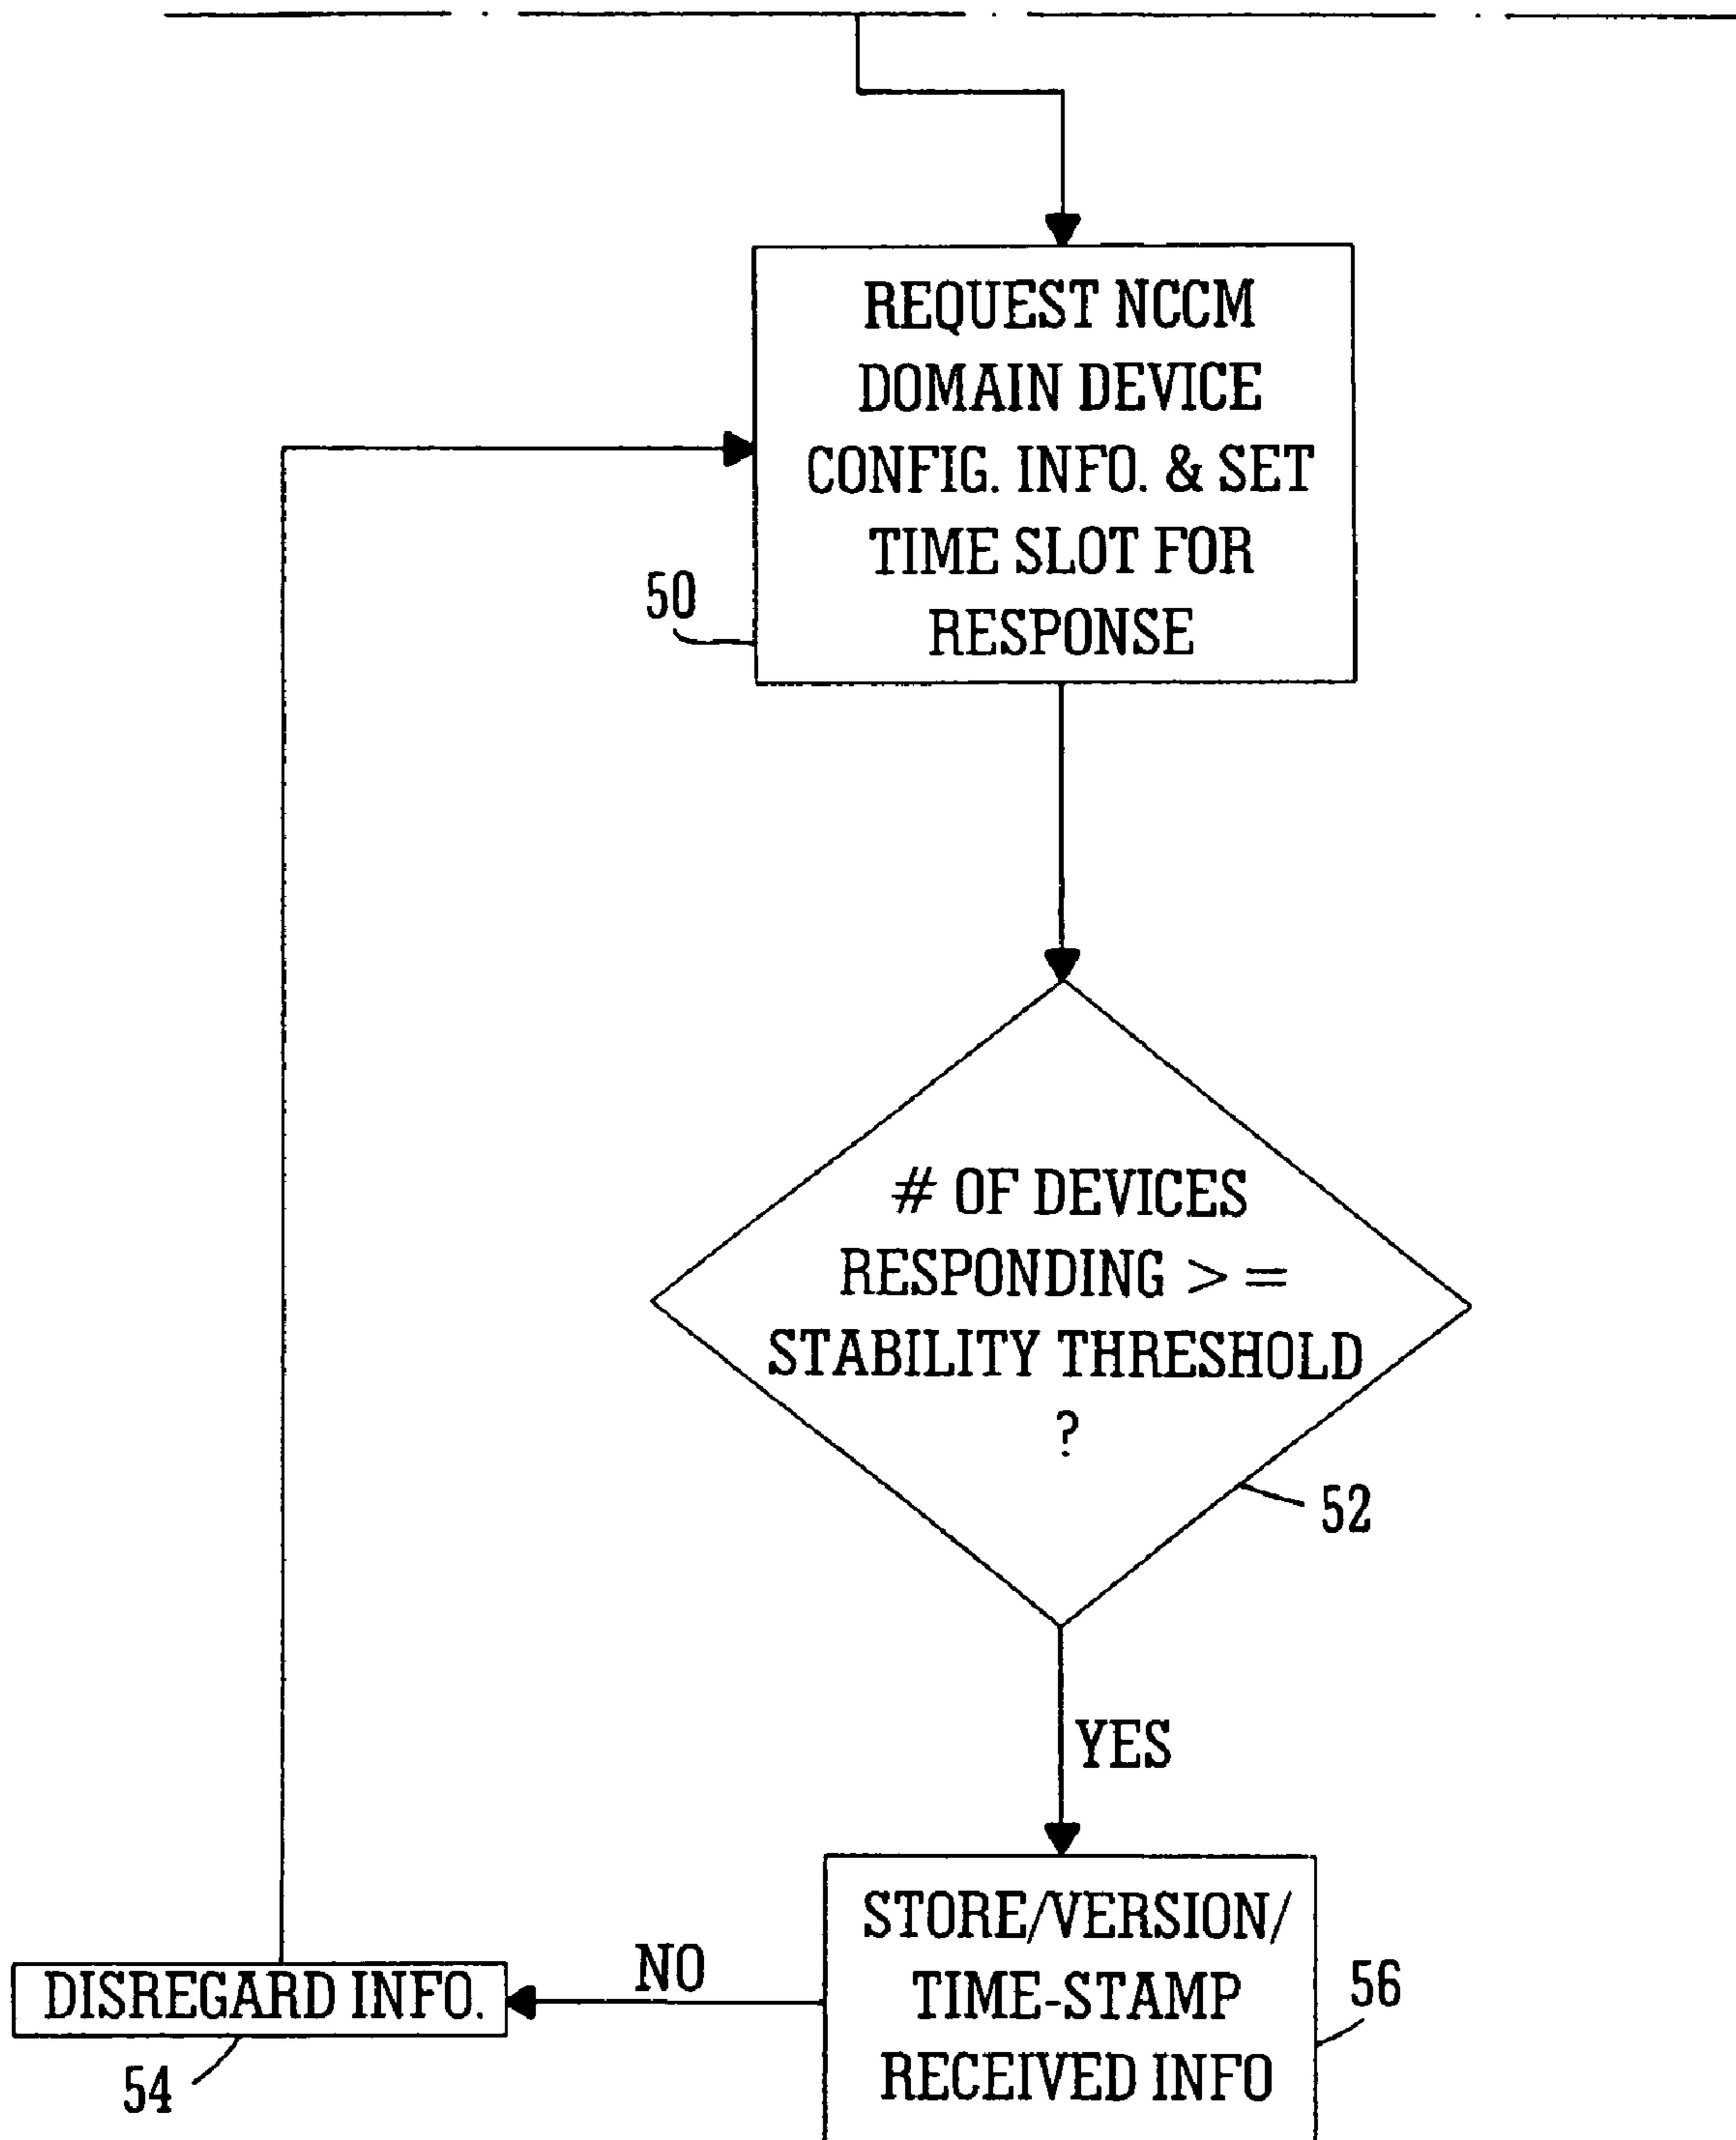 REQUEST NCCM
DOMAIN DEVICE
CONFIG. INFO. & SET
TIME SLOT FOR
RESPONSE
50
# OF DEVICES
RESPONDING >=
STABILITY THRESHOLD
?
52
YES
STORE/VERSION/
TIME-STAMP
RECEIVED INFO
56
NO
DISREGARD INFO.
54